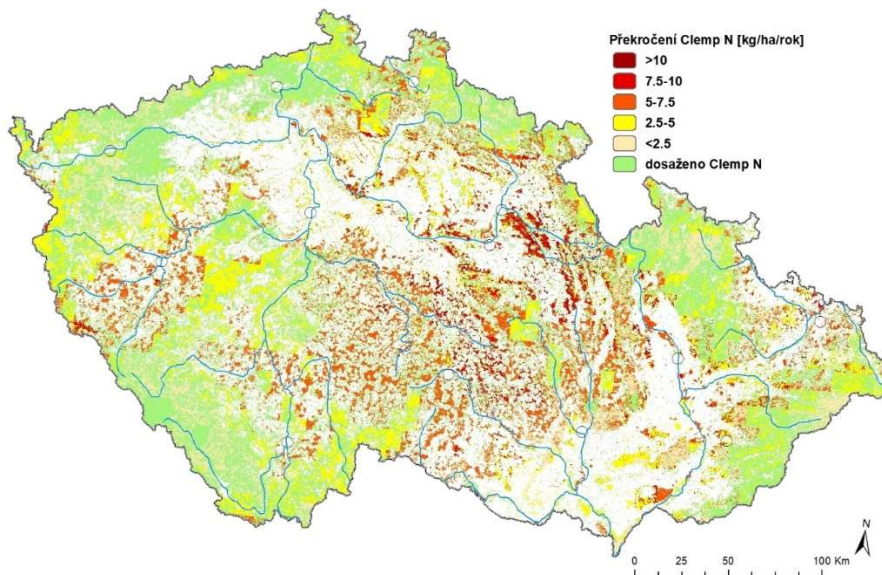 Překročení Clemp N [kg/ha/rok]
>10
7.5-10
5-7.5
2.5-5
<2.5
dosaženo Clemp N
N
0 25 50 100 Km